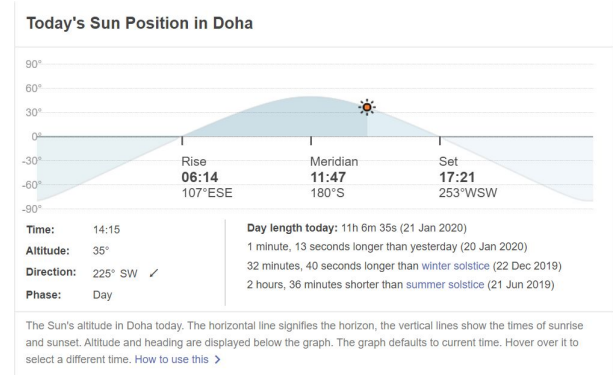 Today's Sun Position in Doha
90°
60°
30°
0°
-30°
-60°
-90°
Rise
06:14
107°ESE
Meridian
11:47
180°S
Set
17:21
253°WSW
Time: 14:15
Altitude: 35°
Direction: 225° SW ↙
Phase: Day
Day length today: 11h 6m 35s (21 Jan 2020)
1 minute, 13 seconds longer than yesterday (20 Jan 2020)
32 minutes, 40 seconds longer than winter solstice (22 Dec 2019)
2 hours, 36 minutes shorter than summer solstice (21 Jun 2019)
The Sun's altitude in Doha today. The horizontal line signifies the horizon, the vertical lines show the times of sunrise
and sunset. Altitude and heading are displayed below the graph. The graph defaults to current time. Hover over it to
select a different time. How to use this >